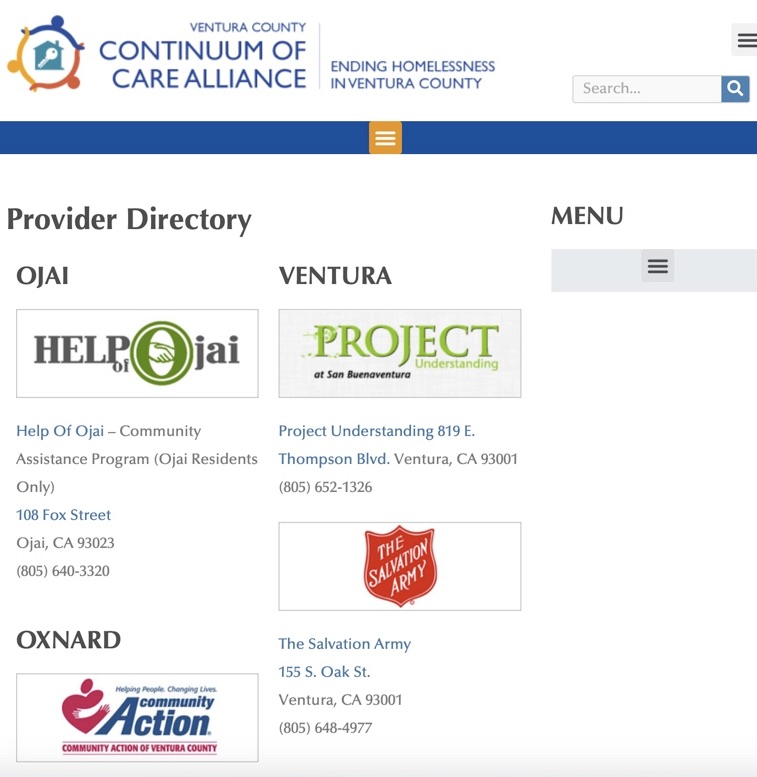 VENTURA COUNTY
CONTINUUM OF
CARE ALLIANCE
ENDING HOMELESSNESS
IN VENTURA COUNTY
Search...
Provider Directory
MENU
OJAI
HELP of Ojai
Help Of Ojai – Community
Assistance Program (Ojai Residents
Only)
108 Fox Street
Ojai, CA 93023
(805) 640-3320
OXNARD
Helping People. Changing Lives.
community
Action®
COMMUNITY ACTION OF VENTURA COUNTY
VENTURA
PROJECT
Understanding
at San Buenaventura
Project Understanding 819 E.
Thompson Blvd. Ventura, CA 93001
(805) 652-1326
THE
SALVATION
ARMY
The Salvation Army
155 S. Oak St.
Ventura, CA 93001
(805) 648-4977